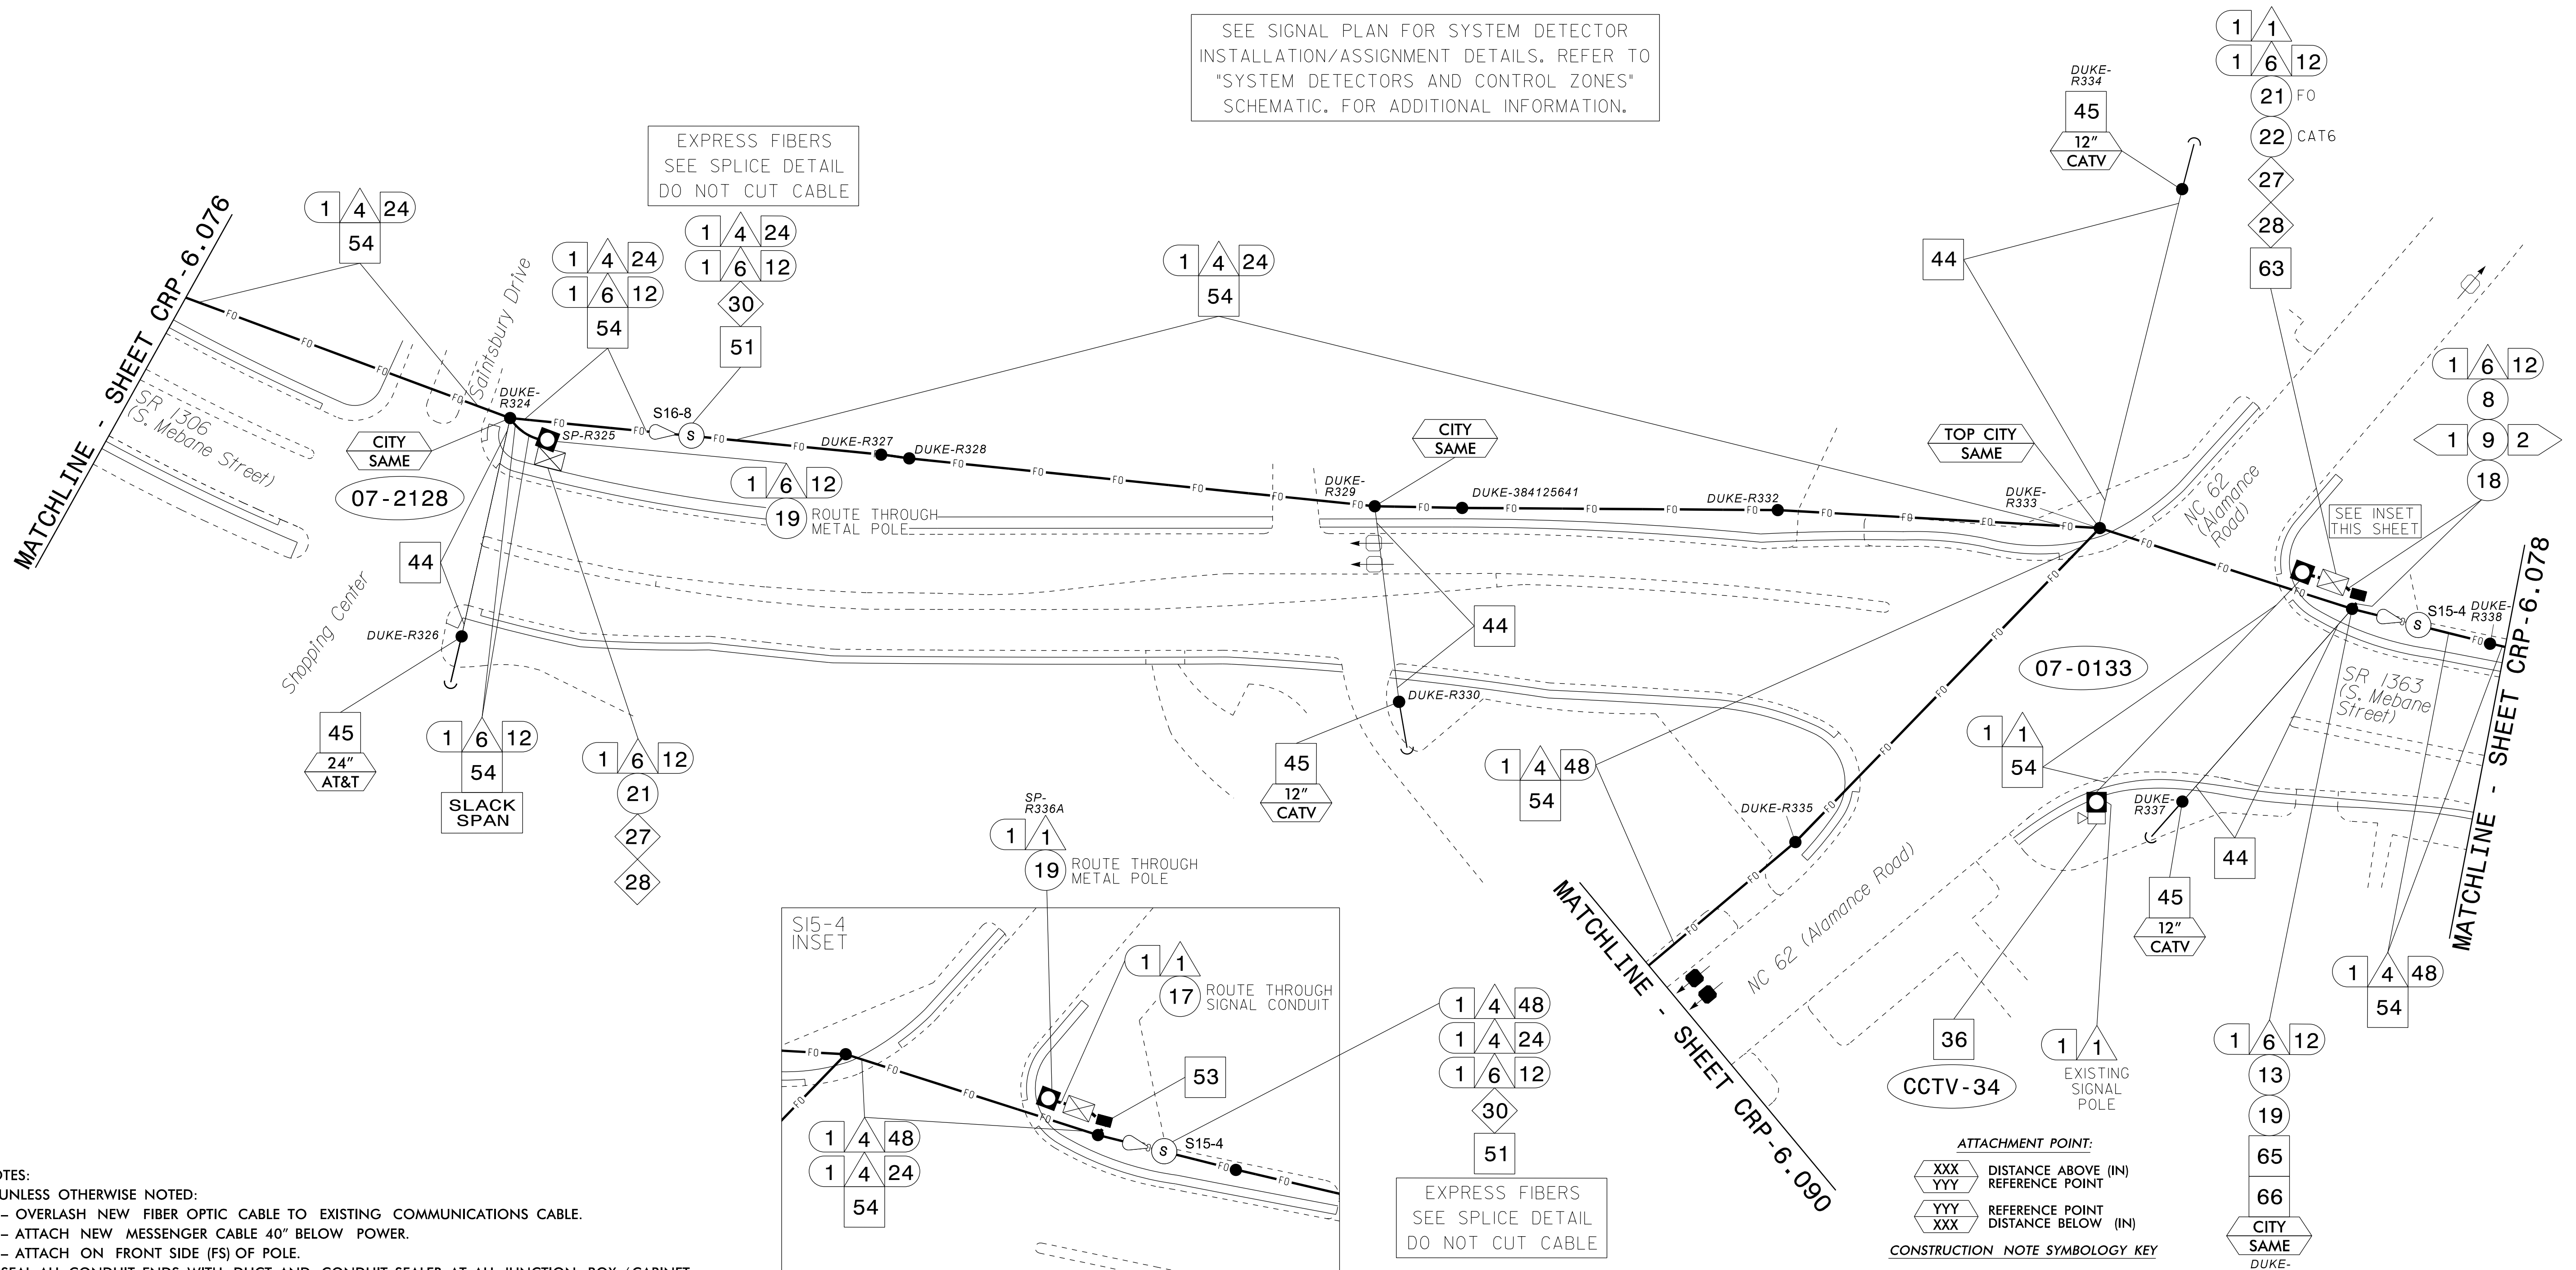 SEE SIGNAL PLAN FOR SYSTEM DETECTOR
INSTALLATION/ASSIGNMENT DETAILS. REFER TO
"SYSTEM DETECTORS AND CONTROL ZONES"
SCHEMATIC. FOR ADDITIONAL INFORMATION.
EXPRESS FIBERS
SEE SPLICE DETAIL
DO NOT CUT CABLE
1 4 24
1 6 12
30
51
MATCHLINE - SHEET CRP-6.076
1 4 24
54
SR 1306
(S. Mebane Street)
Saintsbury Drive
1 4 24
1 6 12
54
DUKE-
R324
S16-8
S
SP-R325
CITY
SAME
07-2128
DUKE-R327
DUKE-R328
1 6 12
19 ROUTE THROUGH
METAL POLE
1 4 24
54
44
DUKE-R326
Shopping Center
45
24"
AT&T
1 6 12
54
SLACK
SPAN
1 6 12
21
27
28
CITY
SAME
DUKE-
R329
DUKE-384125641
DUKE-R332
44
DUKE-R330
45
12"
CATV
DUKE-
R334
45
12"
CATV
44
TOP CITY
SAME
DUKE-
R333
NC 62
(Alamance
Road)
1 1
1 6 12
21 FO
22 CAT6
27
28
63
1 6 12
8
1 9 2
18
SEE INSET
THIS SHEET
S15-4
S
DUKE-
R338
MATCHLINE - SHEET CRP-6.078
07-0133
SR 1363
(S. Mebane
Street)
1 1
54
1 4 48
54
DUKE-R335
DUKE-
R337
44
45
12"
CATV
1 4 48
54
NC 62 (Alamance Road)
MATCHLINE - SHEET CRP-6.090
36
CCTV-34
1 1
EXISTING
SIGNAL
POLE
1 6 12
13
19
65
66
CITY
SAME
DUKE-
SP-
R336A
1 1
19 ROUTE THROUGH
METAL POLE
S15-4
INSET
1 1
17 ROUTE THROUGH
SIGNAL CONDUIT
53
S15-4
S
1 4 48
1 4 24
54
1 4 48
1 4 24
1 6 12
30
51
EXPRESS FIBERS
SEE SPLICE DETAIL
DO NOT CUT CABLE
ATTACHMENT POINT:
XXX DISTANCE ABOVE (IN)
YYY REFERENCE POINT
YYY REFERENCE POINT
XXX DISTANCE BELOW (IN)
CONSTRUCTION NOTE SYMBOLOGY KEY
OTES:
UNLESS OTHERWISE NOTED:
– OVERLASH NEW FIBER OPTIC CABLE TO EXISTING COMMUNICATIONS CABLE.
– ATTACH NEW MESSENGER CABLE 40" BELOW POWER.
– ATTACH ON FRONT SIDE (FS) OF POLE.
SEAL ALL CONDUIT ENDS WITH DUCT AND CONDUIT SEALER AT ALL JUNCTION BOX/CABINET